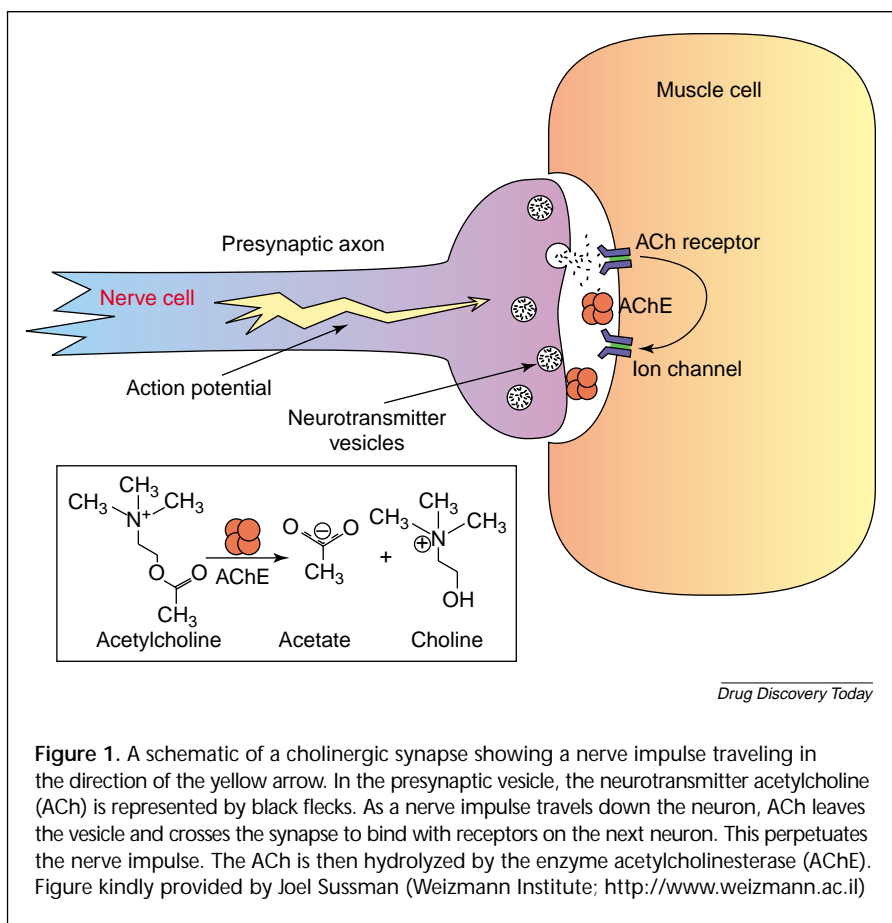 Muscle cell
Presynaptic axon
ACh receptor
Nerve cell
AChE
Action potential
Ion channel
Neurotransmitter
vesicles
CH3
CH3 CH3
N+
O O
CH3
AChE
O ⊖ O
CH3
+
CH3
CH3 CH3
⊕ N
OH
Acetylcholine Acetate Choline
Drug Discovery Today
Figure 1. A schematic of a cholinergic synapse showing a nerve impulse traveling in
the direction of the yellow arrow. In the presynaptic vesicle, the neurotransmitter acetylcholine
(ACh) is represented by black flecks. As a nerve impulse travels down the neuron, ACh leaves
the vesicle and crosses the synapse to bind with receptors on the next neuron. This perpetuates
the nerve impulse. The ACh is then hydrolyzed by the enzyme acetylcholinesterase (AChE).
Figure kindly provided by Joel Sussman (Weizmann Institute; http://www.weizmann.ac.il)